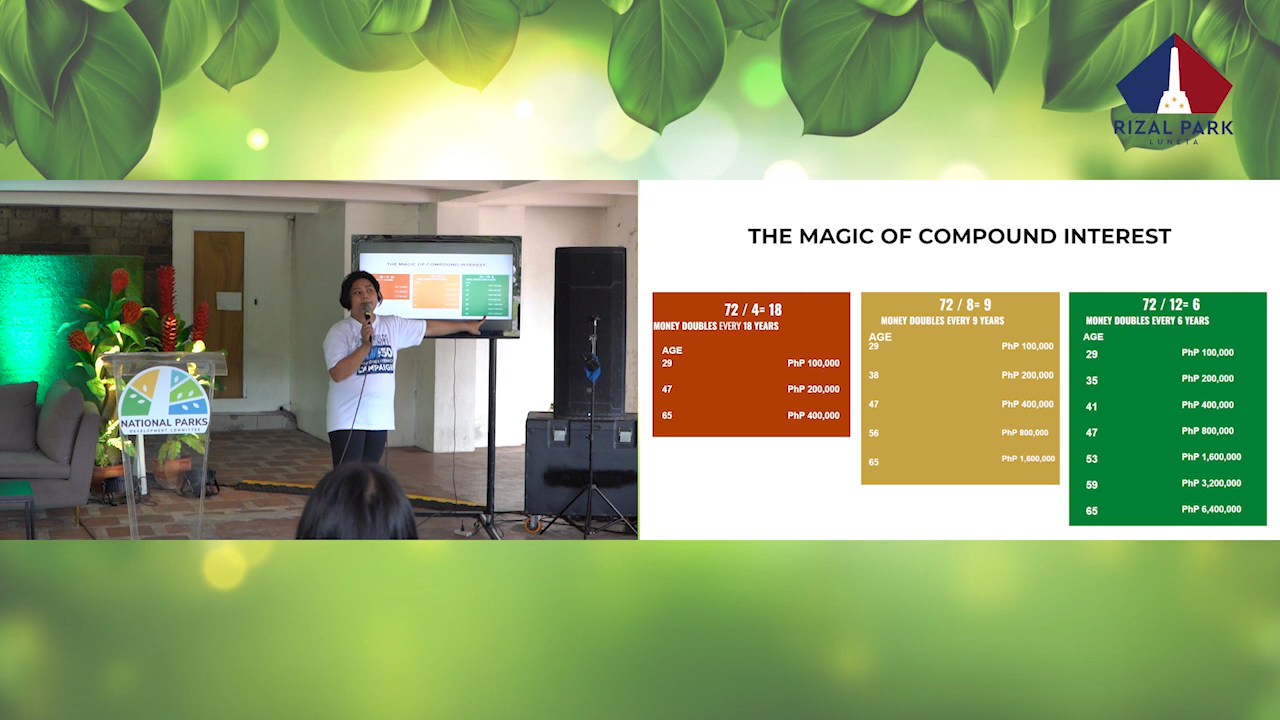 RIZAL PARK
LUNETA
THE MAGIC OF COMPOUND INTEREST
NATIONAL PARKS
DEVELOPMENT COMMITTEE
CAMPAIGN
THE MAGIC OF COMPOUND INTEREST
72 / 4= 18
MONEY DOUBLES EVERY 18 YEARS
AGE
29 PhP 100,000
47 PhP 200,000
65 PhP 400,000
72 / 8= 9
MONEY DOUBLES EVERY 9 YEARS
AGE
29 PhP 100,000
38 PhP 200,000
47 PhP 400,000
56 PhP 800,000
65 PhP 1,600,000
72 / 12= 6
MONEY DOUBLES EVERY 6 YEARS
AGE
29 PhP 100,000
35 PhP 200,000
41 PhP 400,000
47 PhP 800,000
53 PhP 1,600,000
59 PhP 3,200,000
65 PhP 6,400,000